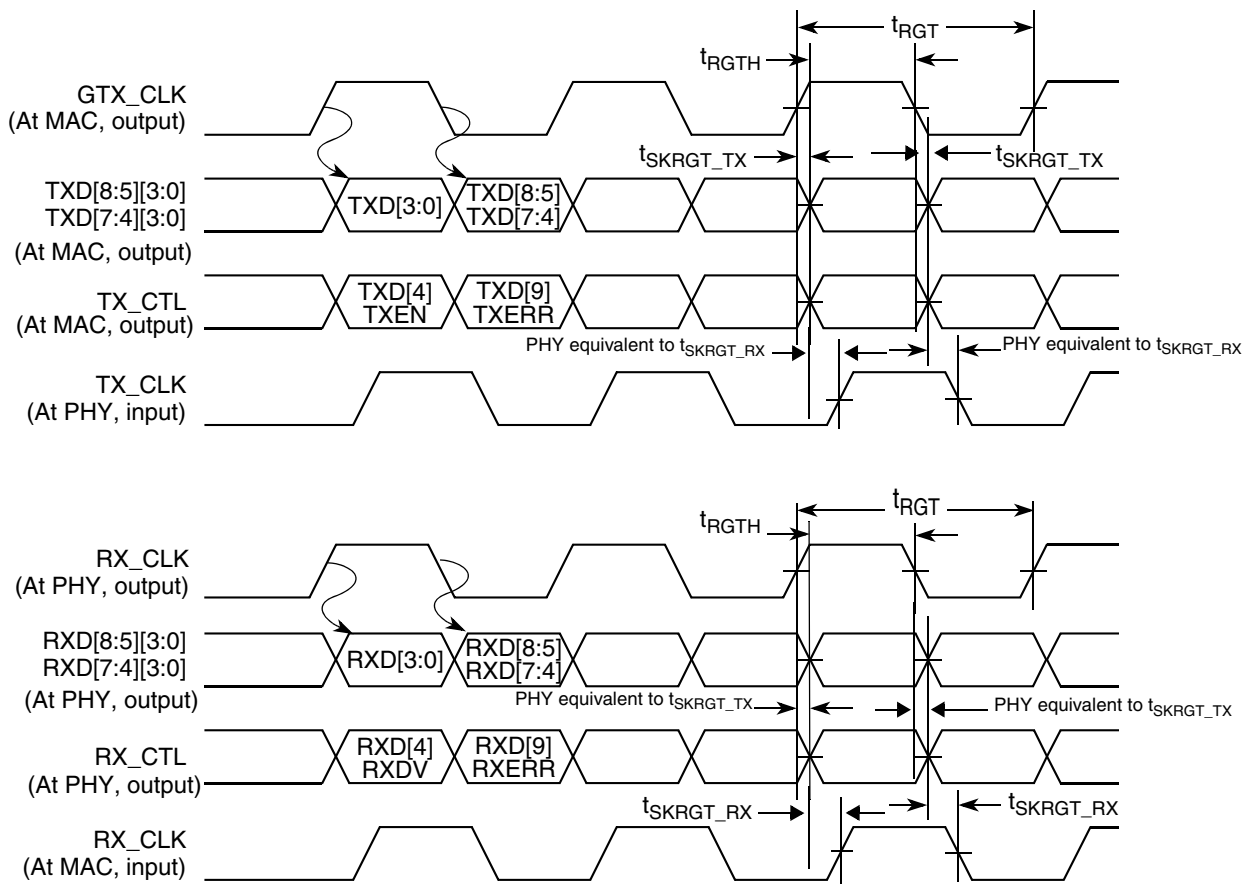 tRGT
tRGTH
GTX_CLK
(At MAC, output)
tSKRGT_TX
tSKRGT_TX
TXD[8:5][3:0]
TXD[7:4][3:0]
(At MAC, output)
TXD[3:0]
TXD[8:5]
TXD[7:4]
TX_CTL
(At MAC, output)
TXD[4]
TXEN
TXD[9]
TXERR
PHY equivalent to tSKRGT_RX
PHY equivalent to tSKRGT_RX
TX_CLK
(At PHY, input)
tRGT
tRGTH
RX_CLK
(At PHY, output)
RXD[8:5][3:0]
RXD[7:4][3:0]
(At PHY, output)
RXD[3:0]
RXD[8:5]
RXD[7:4]
PHY equivalent to tSKRGT_TX
PHY equivalent to tSKRGT_TX
RX_CTL
(At PHY, output)
RXD[4]
RXDV
RXD[9]
RXERR
tSKRGT_RX
tSKRGT_RX
RX_CLK
(At MAC, input)